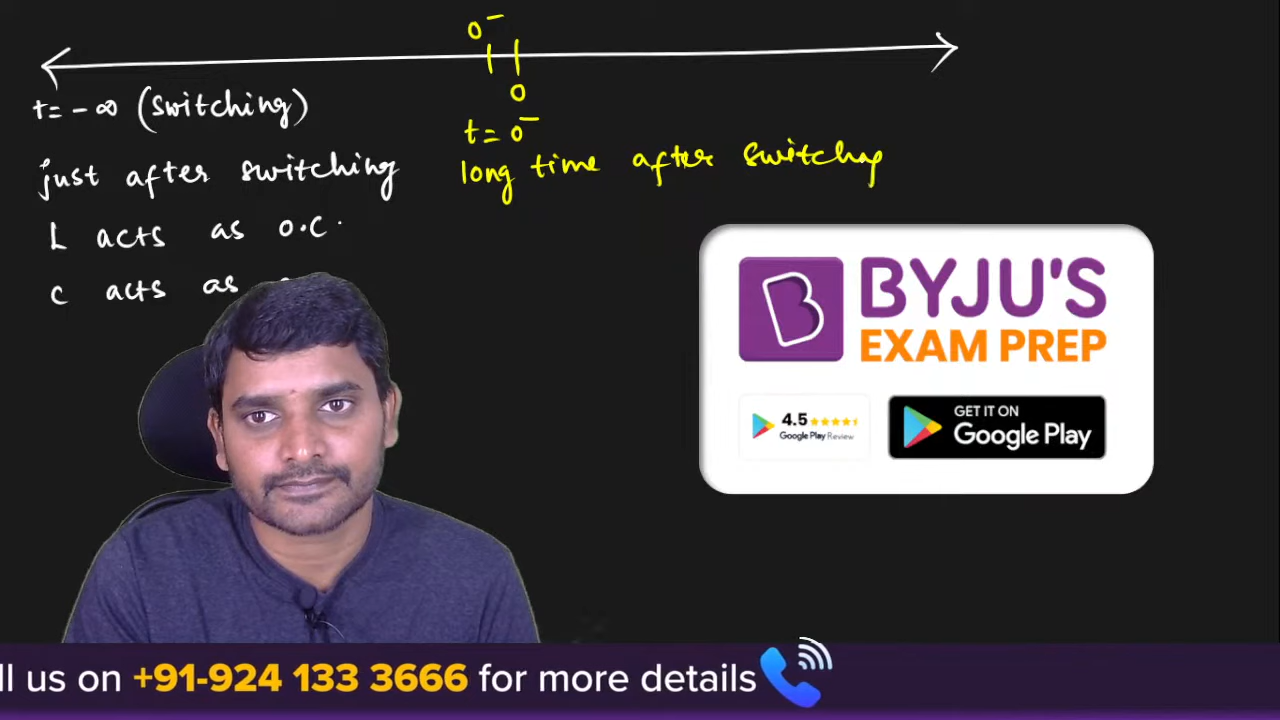 0⁻
0
t = -∞ (switching)
t = 0⁻
just after switching
long time after switching
L acts as o.c.
c acts as
BYJU'S
EXAM PREP
4.5
Google Play Review
GET IT ON
Google Play
ll us on +91-924 133 3666 for more details